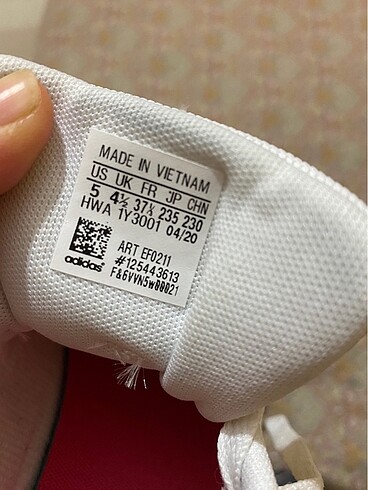 MADE IN VIETNAM
US UK FR JP CHN
5 4½ 37⅓ 235 230
HWA 1Y3001 04/20
adidas
ART EF0211
#125443613
F&6VVN5w00021